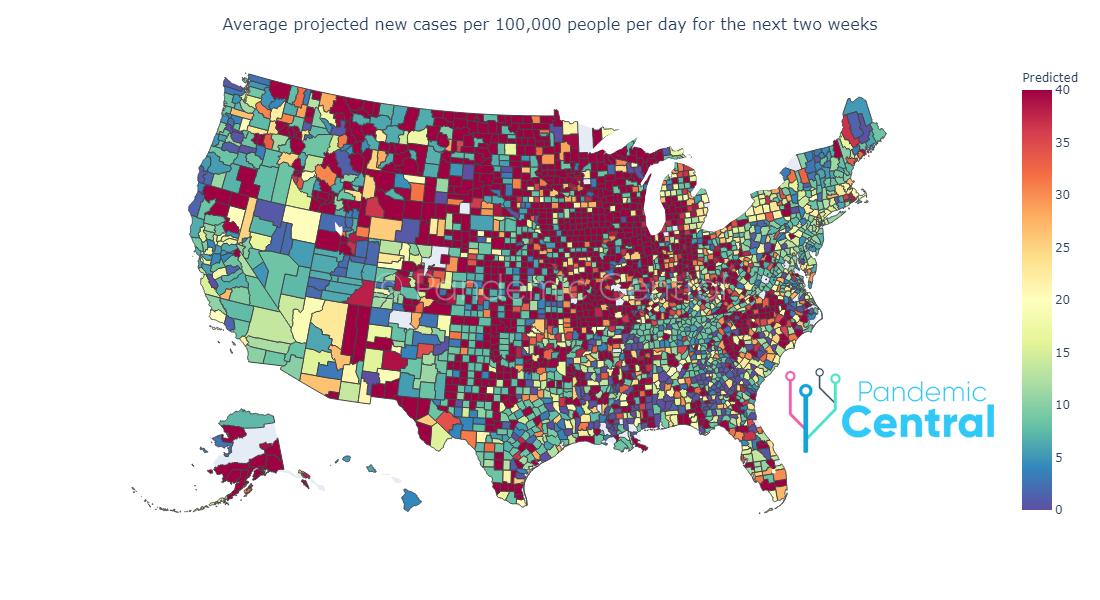 Average projected new cases per 100,000 people per day for the next two weeks
Predicted
40
35
30
25
20
15
10
5
0
© Pandemic Central
Pandemic
Central